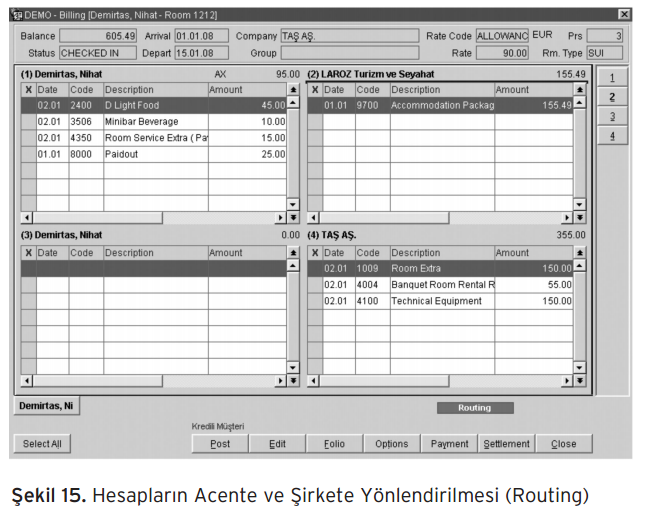 DEMO - Billing [Demirtas, Nihat - Room 1212]
Balance 605.49 Arrival 01.01.08 Company TAŞ AŞ. Rate Code ALLOWANC EUR Prs 3
Status CHECKED IN Depart 15.01.08 Group Rate 90.00 Rm. Type SUI
(1) Demirtas, Nihat AX 95.00
X Date Code Description Amount
02.01 2400 D Light Food 45.00
02.01 3506 Minibar Beverage 10.00
02.01 4350 Room Service Extra ( Pa 15.00
01.01 8000 Paidout 25.00
(2) LAROZ Turizm ve Seyahat 155.49
X Date Code Description Amount
01.01 9700 Accommodation Packag 155.49
1
2
3
4
(3) Demirtas, Nihat 0.00
X Date Code Description Amount
(4) TAŞ AŞ. 355.00
X Date Code Description Amount
02.01 1009 Room Extra 150.00
02.01 4004 Banquet Room Rental R 55.00
02.01 4100 Technical Equipment 150.00
Demirtas, Ni
Routing
Kredili Müşteri
Select All Post Edit Folio Options Payment Settlement Close
Şekil 15. Hesapların Acente ve Şirkete Yönlendirilmesi (Routing)